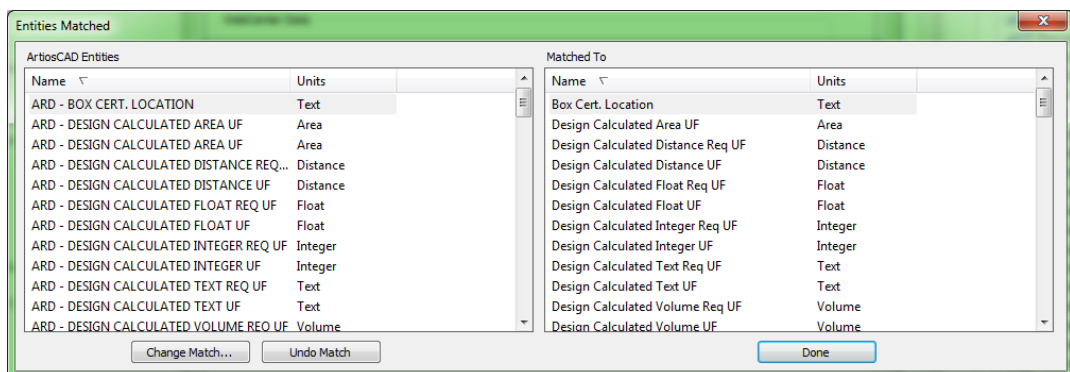 Entities Matched
X
ArtiosCAD Entities
Matched To
Name Units
Name Units
ARD - BOX CERT. LOCATION Text
Box Cert. Location Text
ARD - DESIGN CALCULATED AREA UF Area
Design Calculated Area UF Area
ARD - DESIGN CALCULATED AREA UF Area
Design Calculated Distance Req UF Distance
ARD - DESIGN CALCULATED DISTANCE REQ... Distance
Design Calculated Distance UF Distance
ARD - DESIGN CALCULATED DISTANCE UF Distance
Design Calculated Float Req UF Float
ARD - DESIGN CALCULATED FLOAT REQ UF Float
Design Calculated Float UF Float
ARD - DESIGN CALCULATED FLOAT UF Float
Design Calculated Integer Req UF Integer
ARD - DESIGN CALCULATED INTEGER REQ UF Integer
Design Calculated Integer UF Integer
ARD - DESIGN CALCULATED INTEGER UF Integer
Design Calculated Text Req UF Text
ARD - DESIGN CALCULATED TEXT REQ UF Text
Design Calculated Text UF Text
ARD - DESIGN CALCULATED TEXT UF Text
Design Calculated Volume Req UF Volume
ARD - DESIGN CALCULATED VOLUME REQ UF Volume
Design Calculated Volume UF Volume
Change Match... Undo Match
Done